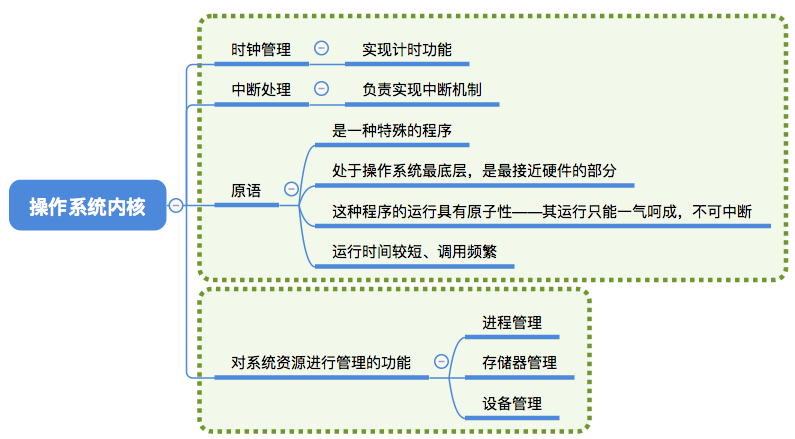 操作系统内核
时钟管理
实现计时功能
中断处理
负责实现中断机制
原语
是一种特殊的程序
处于操作系统最底层，是最接近硬件的部分
这种程序的运行具有原子性——其运行只能一气呵成，不可中断
运行时间较短、调用频繁
对系统资源进行管理的功能
进程管理
存储器管理
设备管理